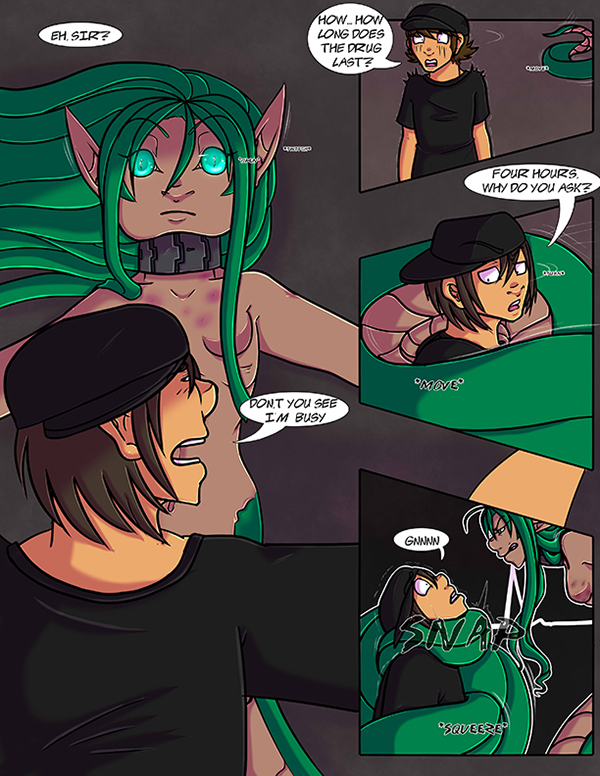 EH, SIR?
HOW... HOW
LONG DOES
THE DRUG
LAST?
*MOVE*
*TWITCH*
DON,T YOU SEE
I,M BUSY
FOUR HOURS.
WHY DO YOU ASK?
*MOVE*
GNNNN
SNAP
*SQUEEZE*